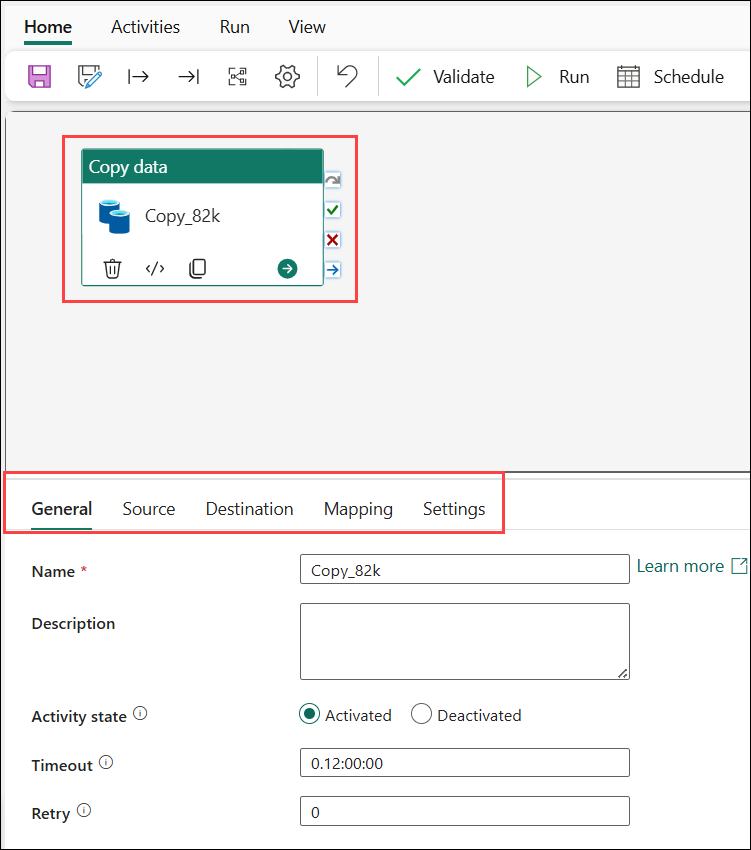 Home Activities Run View
Validate Run Schedule
Copy data
Copy_82k
</>
General Source Destination Mapping Settings
Name * Copy_82k Learn more
Description
Activity state Activated Deactivated
Timeout 0.12:00:00
Retry 0